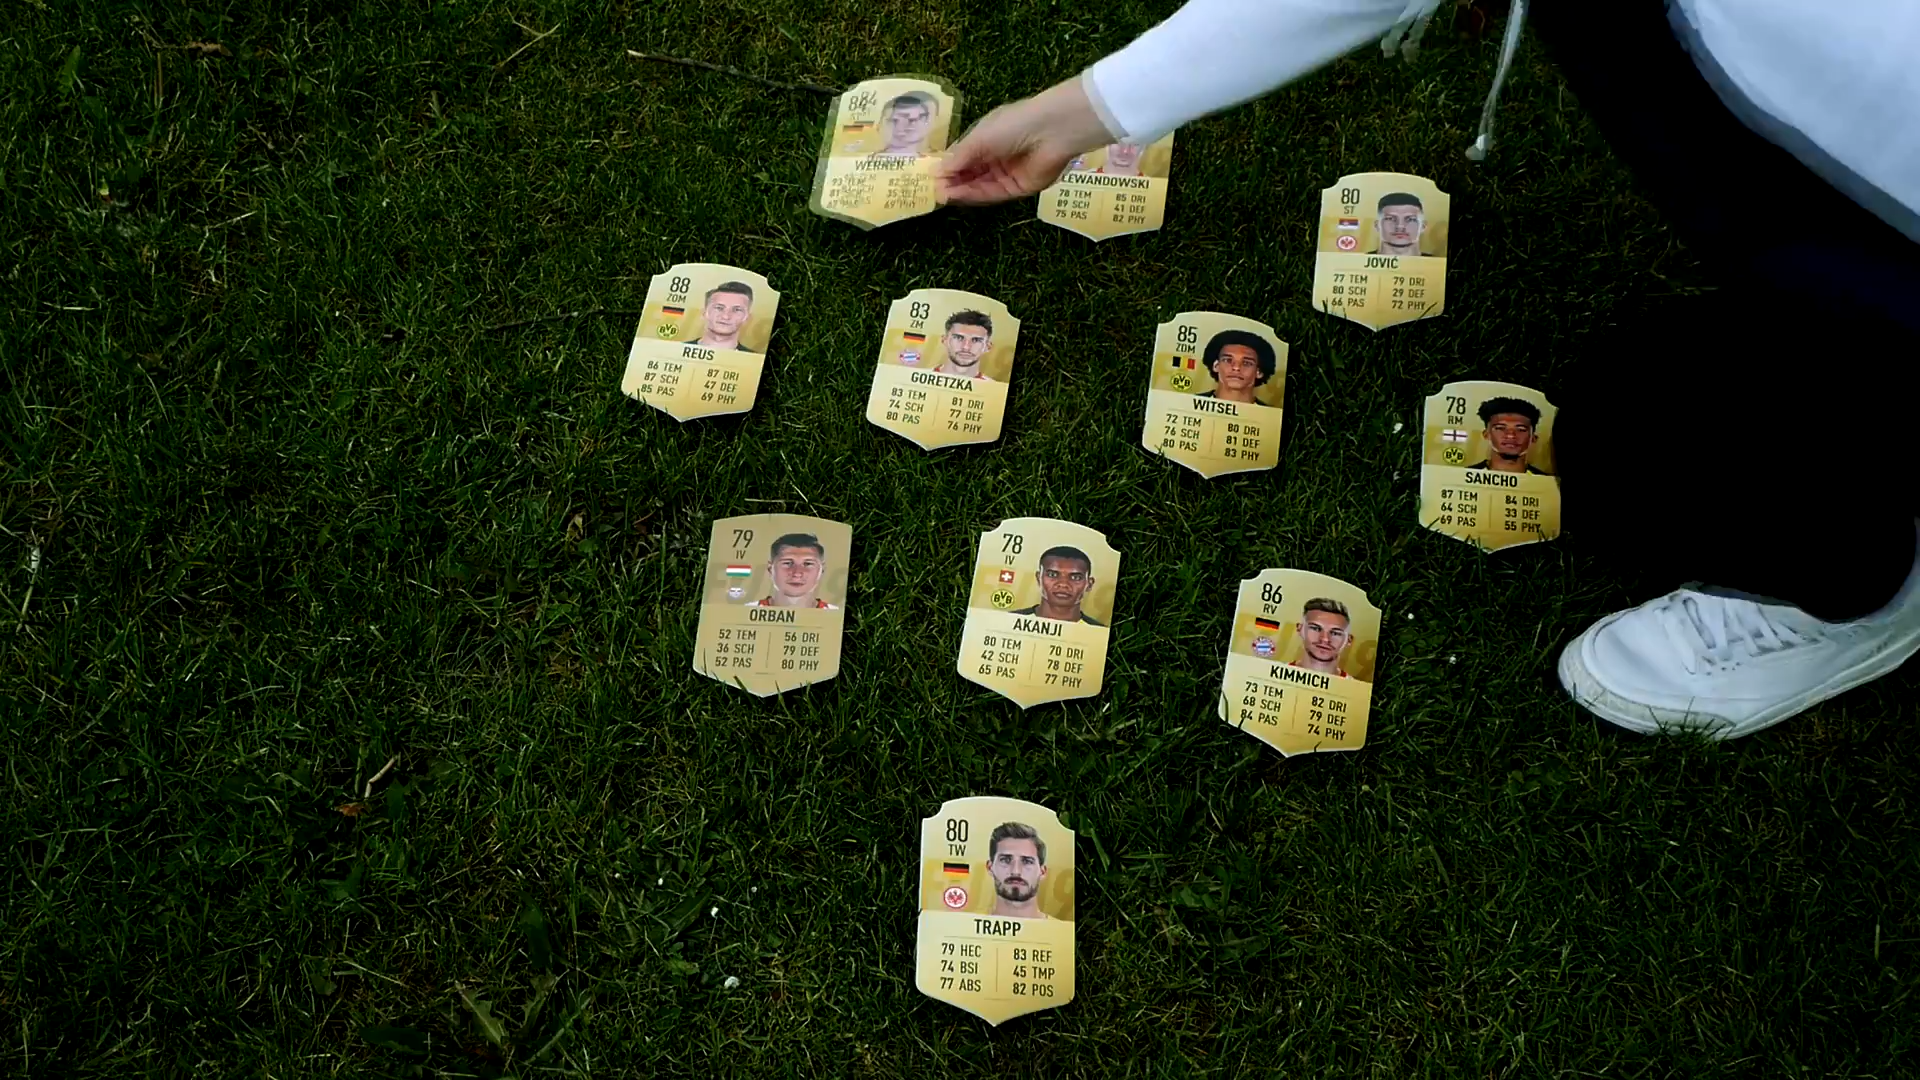 84
WERNER
LEWANDOWSKI
78 TEM 85 DRI
89 SCH 41 DEF
75 PAS 82 PHY
80
ST
JOVIĆ
77 TEM 79 DRI
80 SCH 29 DEF
66 PAS 72 PHY
88
ZOM
BVB
REUS
86 TEM 87 DRI
87 SCH 47 DEF
85 PAS 69 PHY
83
ZM
GORETZKA
83 TEM 81 DRI
74 SCH 77 DEF
80 PAS 76 PHY
85
ZDM
BVB
WITSEL
72 TEM 80 DRI
76 SCH 81 DEF
80 PAS 83 PHY
78
RM
BVB
SANCHO
87 TEM 84 DRI
64 SCH 33 DEF
69 PAS 55 PHY
79
IV
ORBAN
52 TEM 56 DRI
36 SCH 79 DEF
52 PAS 80 PHY
78
IV
BVB
AKANJI
80 TEM 70 DRI
42 SCH 78 DEF
65 PAS 77 PHY
86
RV
KIMMICH
73 TEM 82 DRI
68 SCH 79 DEF
84 PAS 74 PHY
80
TW
TRAPP
79 HEC 83 REF
74 BSI 45 TMP
77 ABS 82 POS